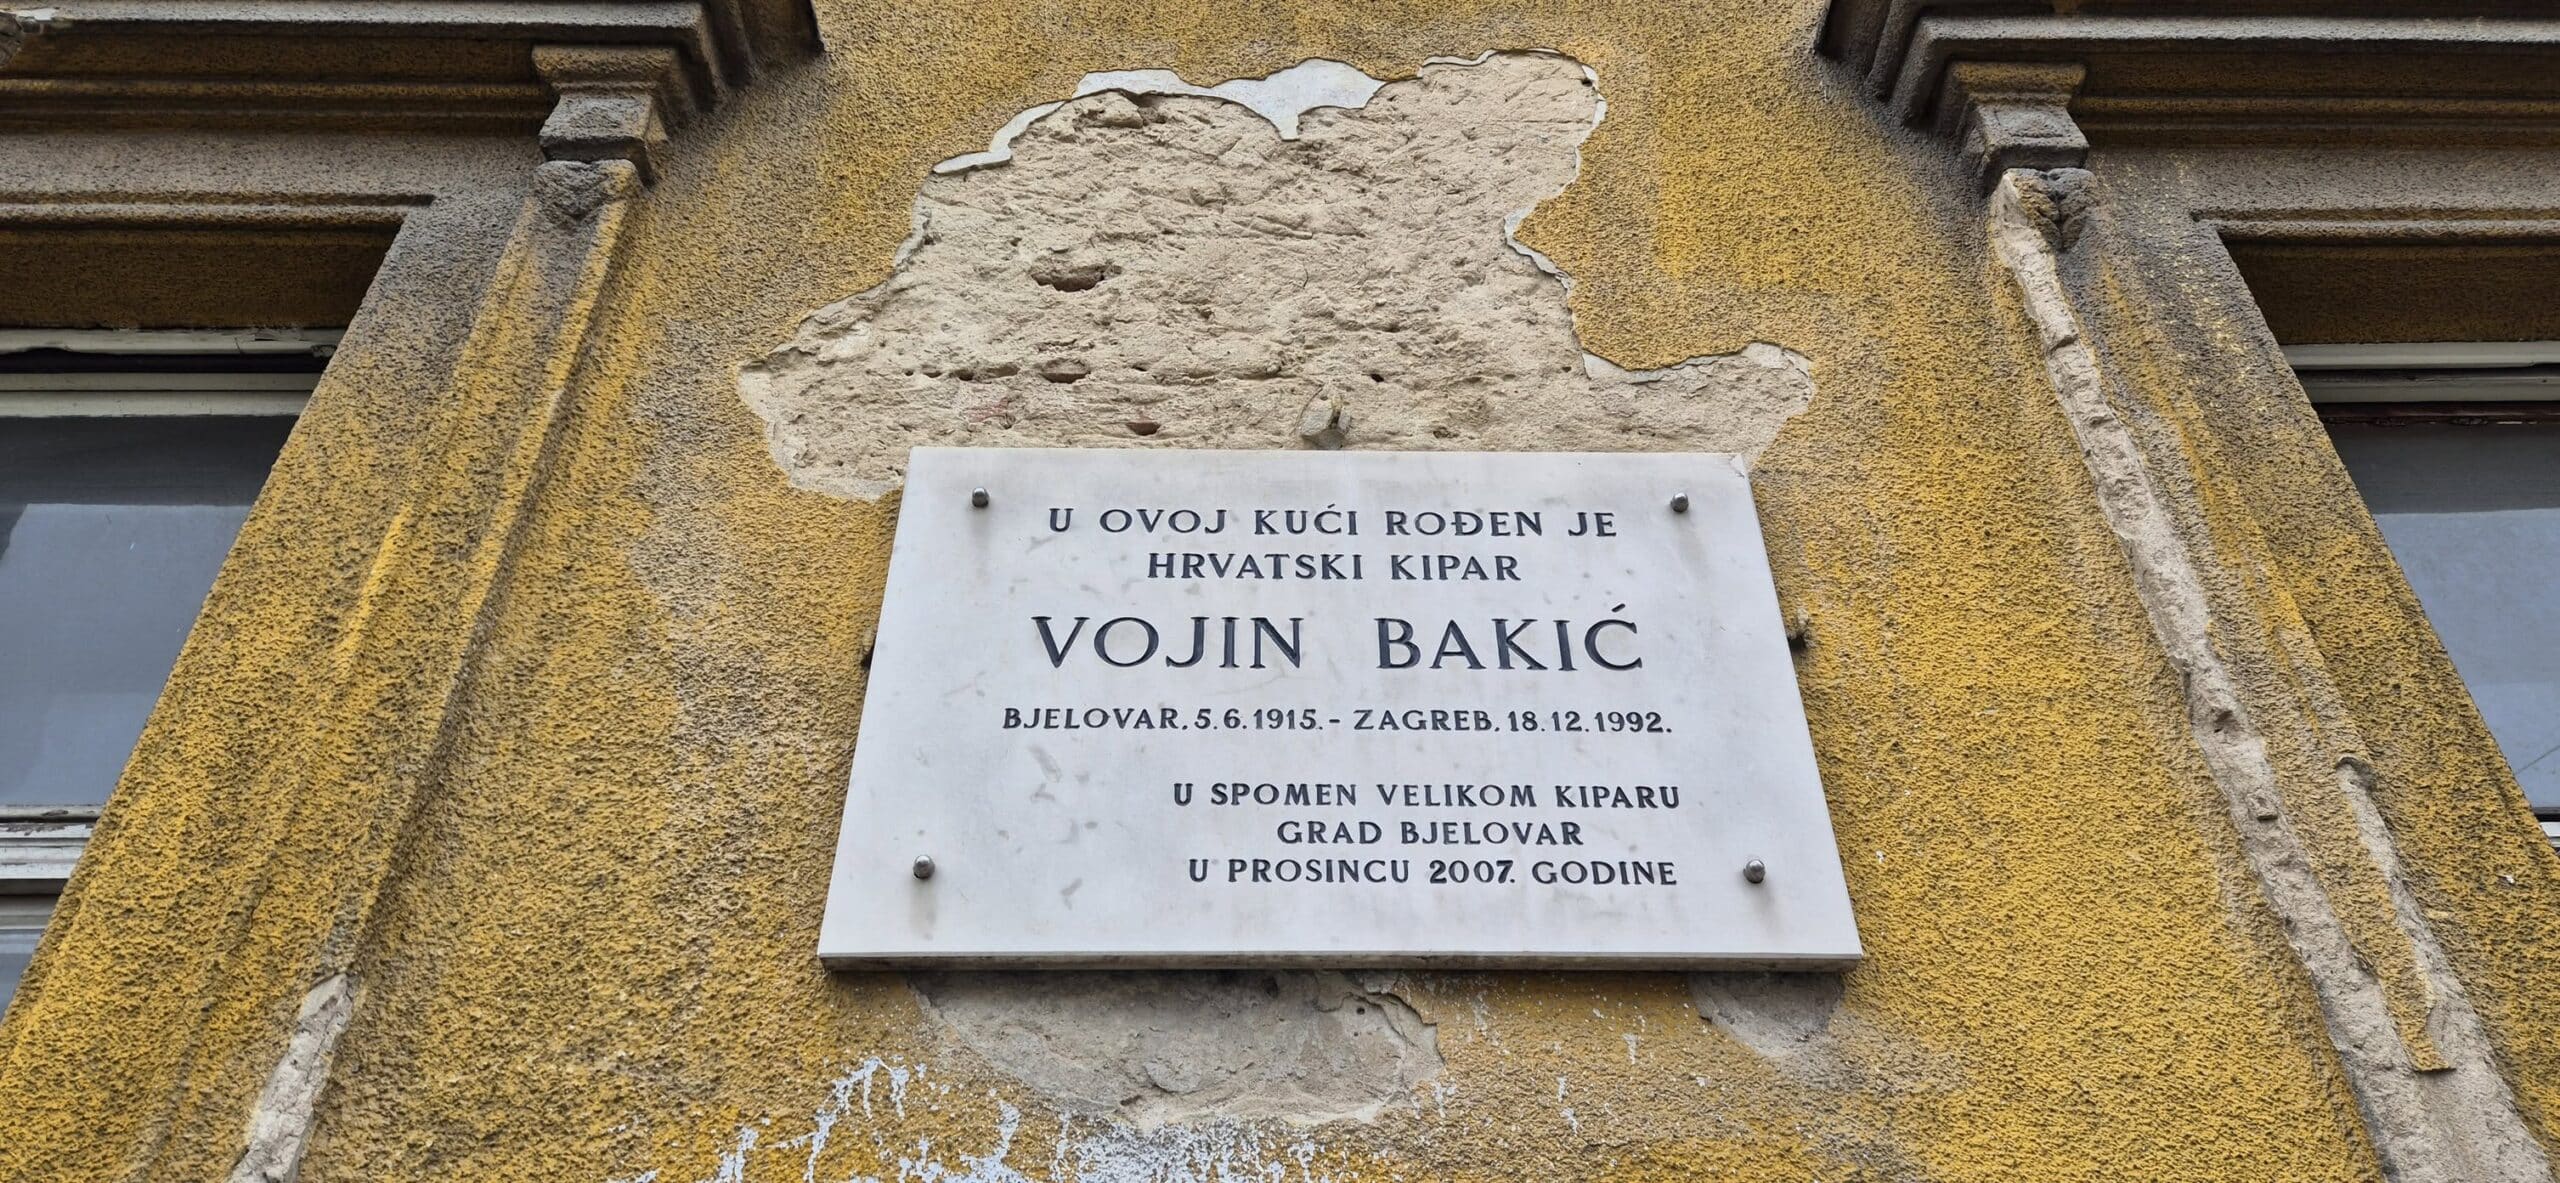 U OVOJ KUĆI ROĐEN JE
HRVATSKI KIPAR
VOJIN BAKIĆ
BJELOVAR, 5.6.1915.- ZAGREB, 18.12.1992.
U SPOMEN VELIKOM KIPARU
GRAD BJELOVAR
U PROSINCU 2007. GODINE